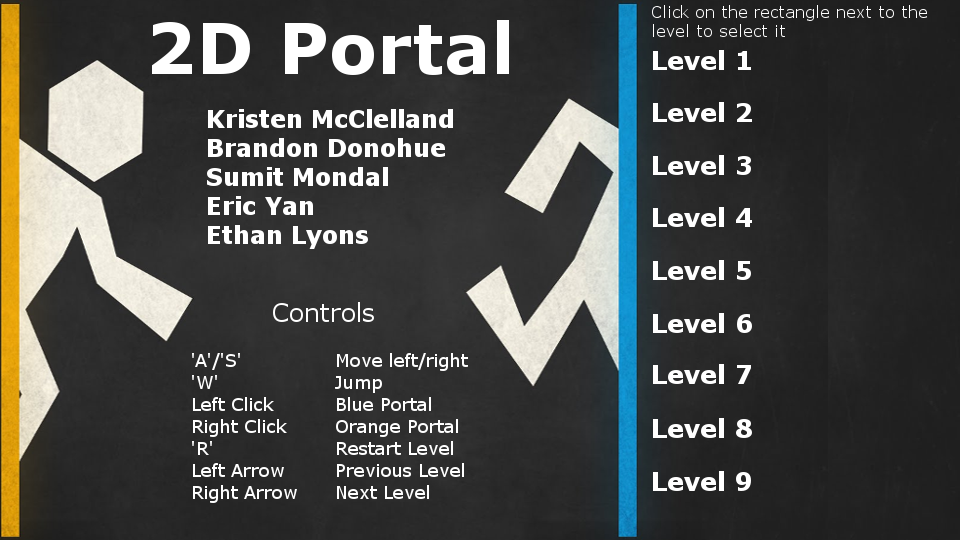 2D Portal
Kristen McClelland
Brandon Donohue
Sumit Mondal
Eric Yan
Ethan Lyons
Controls
'A'/'S' Move left/right
'W' Jump
Left Click Blue Portal
Right Click Orange Portal
'R' Restart Level
Left Arrow Previous Level
Right Arrow Next Level
Click on the rectangle next to the
level to select it
Level 1
Level 2
Level 3
Level 4
Level 5
Level 6
Level 7
Level 8
Level 9